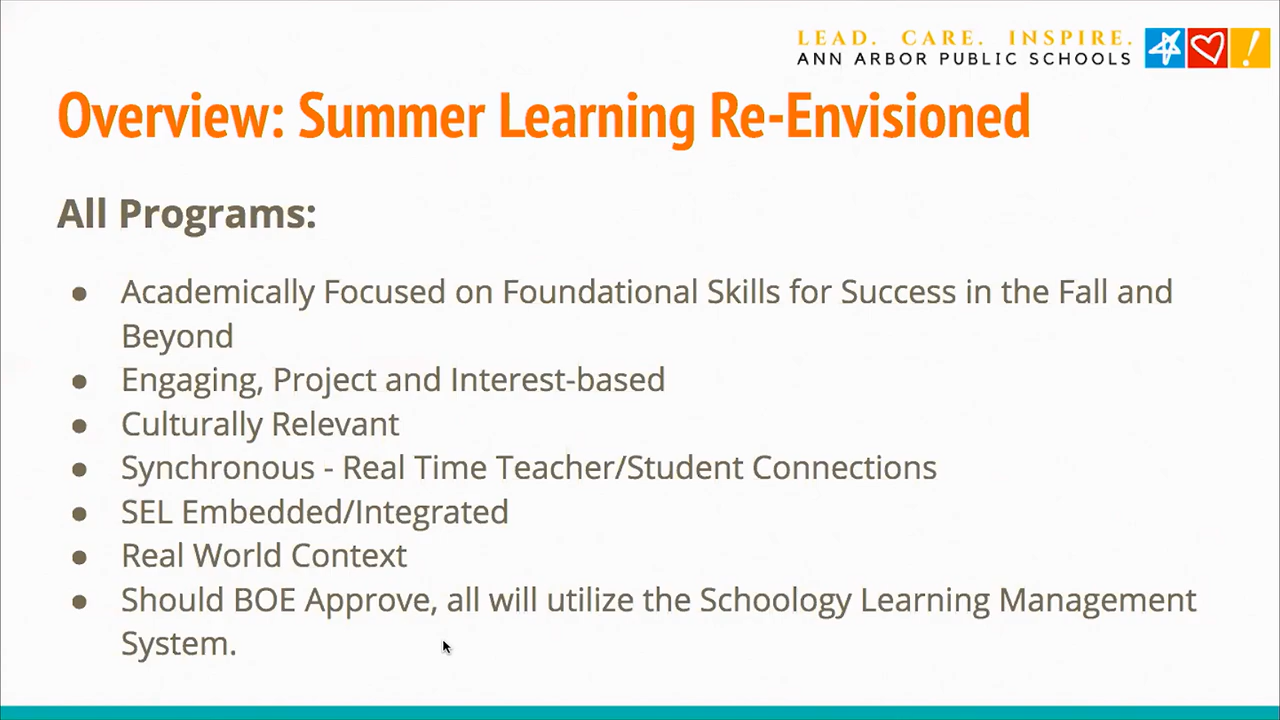 LEAD. CARE. INSPIRE.
ANN ARBOR PUBLIC SCHOOLS
Overview: Summer Learning Re-Envisioned
All Programs:
● Academically Focused on Foundational Skills for Success in the Fall and
Beyond
● Engaging, Project and Interest-based
● Culturally Relevant
● Synchronous - Real Time Teacher/Student Connections
● SEL Embedded/Integrated
● Real World Context
● Should BOE Approve, all will utilize the Schoology Learning Management
System.